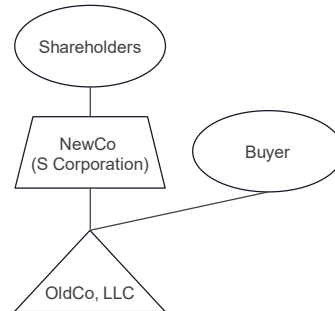 Shareholders
NewCo
(S Corporation)
Buyer
OldCo, LLC